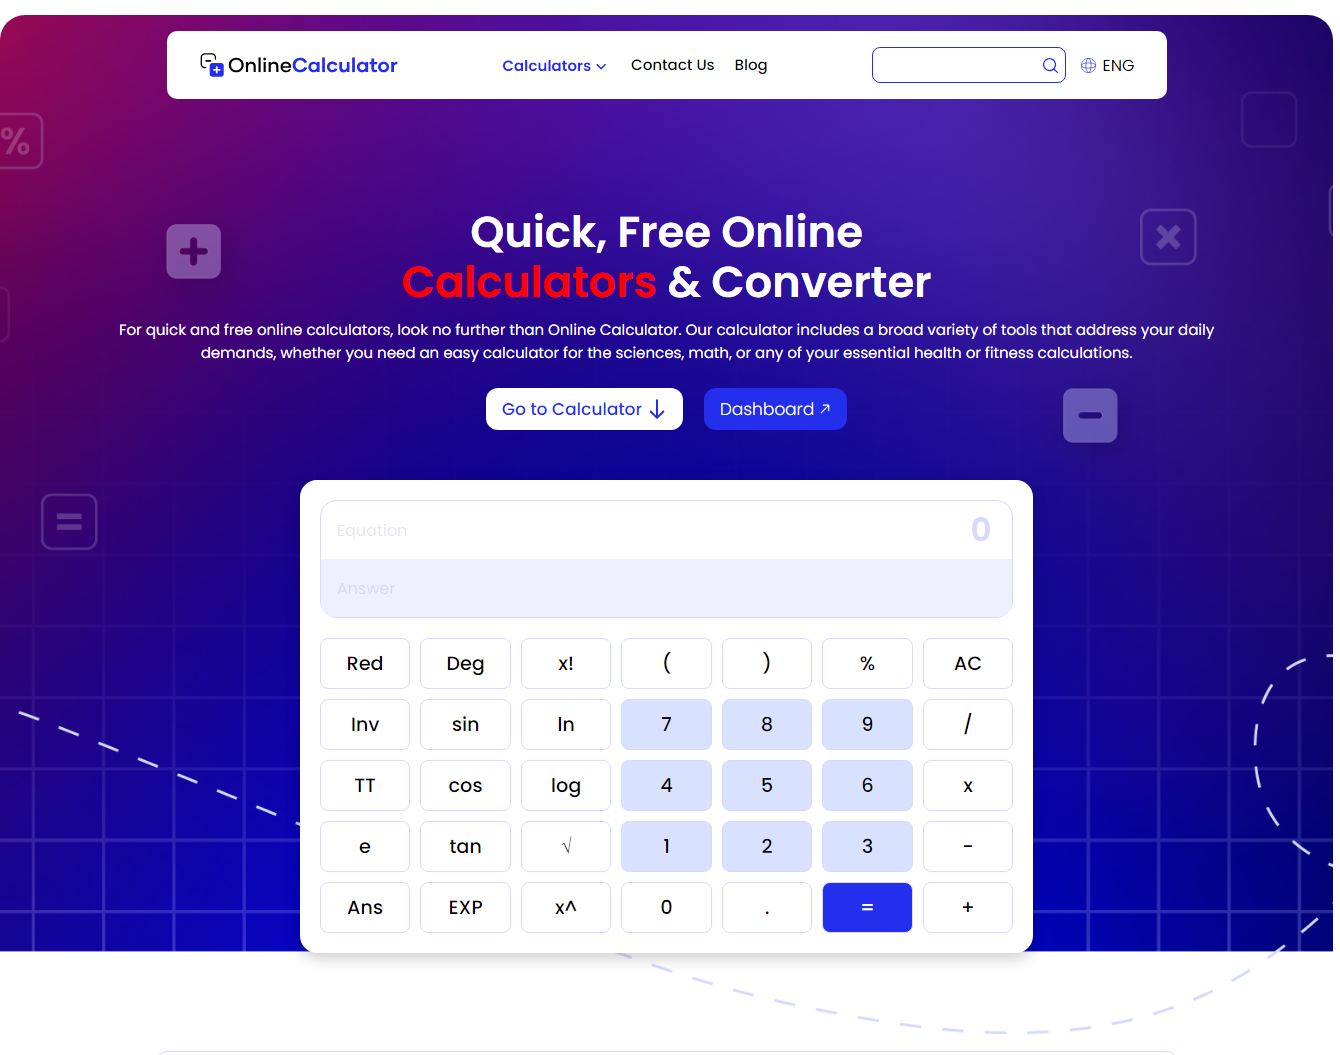 OnlineCalculator
Calculators Contact Us Blog
ENG
%
Quick, Free Online
Calculators & Converter
For quick and free online calculators, look no further than Online Calculator. Our calculator includes a broad variety of tools that address your daily
demands, whether you need an easy calculator for the sciences, math, or any of your essential health or fitness calculations.
Go to Calculator Dashboard
Equation 0
Answer
Red Deg x! ( ) % AC
Inv sin ln 7 8 9 /
TT cos log 4 5 6 x
e tan √ 1 2 3 -
Ans EXP x^ 0 . = +